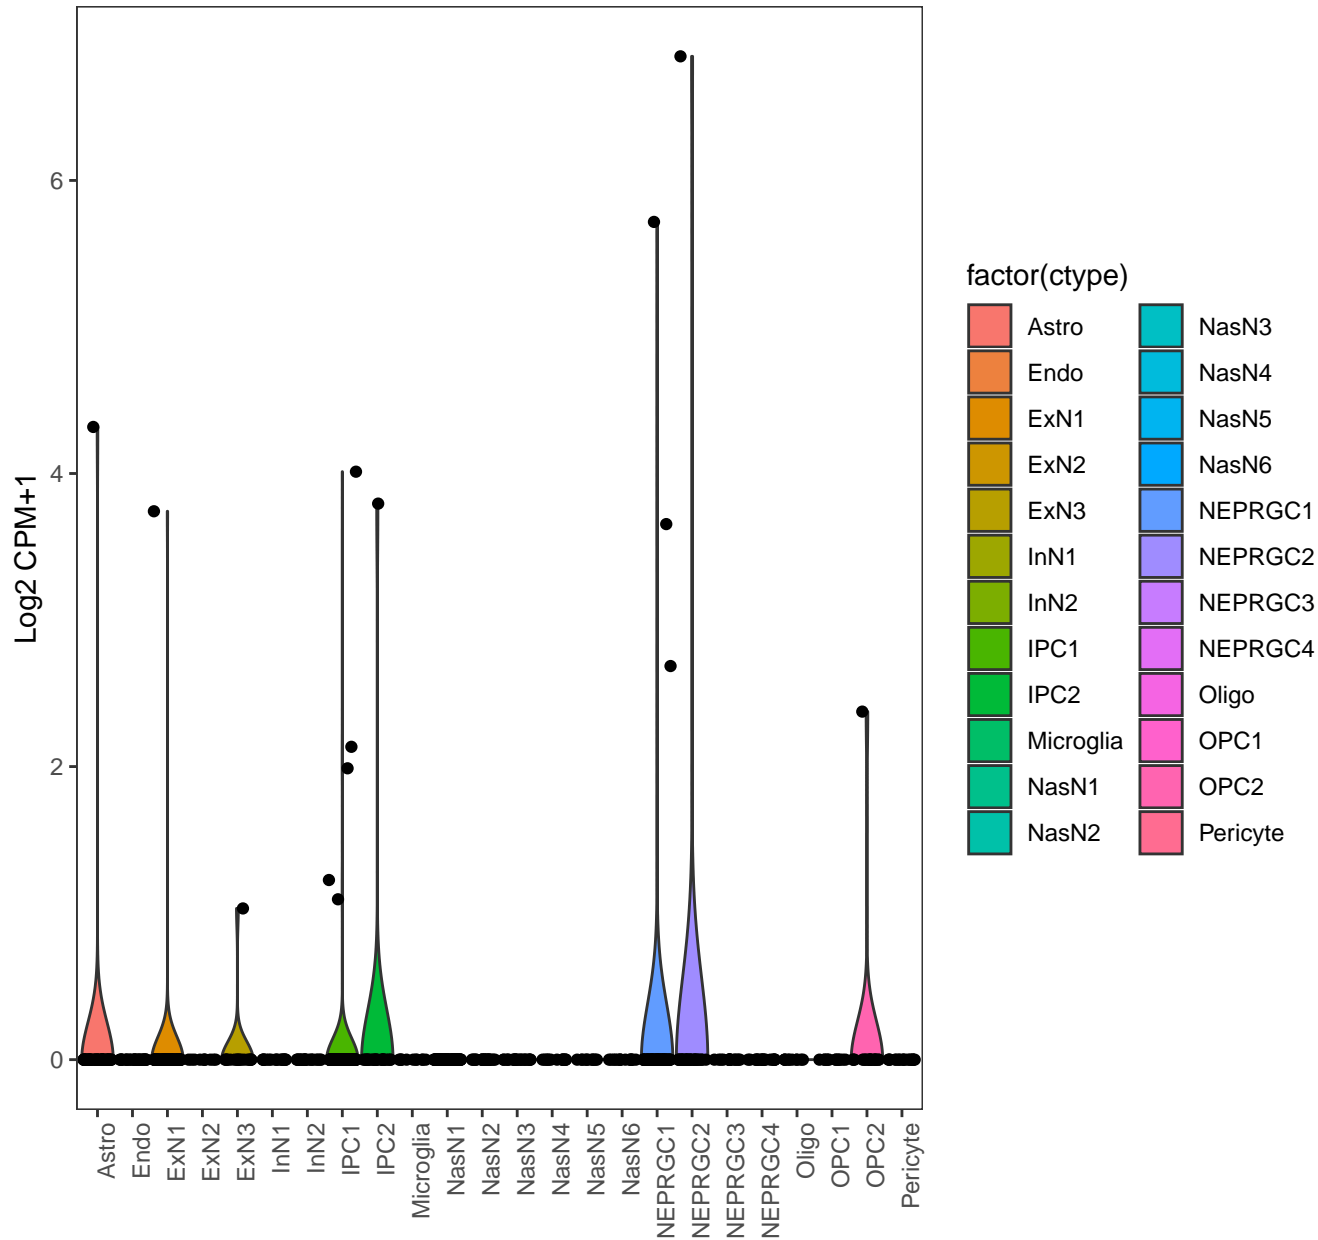 Log2 CPM+1
6
4
2
0
Astro
Endo
ExN1
ExN2
ExN3
InN1
InN2
IPC1
IPC2
Microglia
NasN1
NasN2
NasN3
NasN4
NasN5
NasN6
NEPRGC1
NEPRGC2
NEPRGC3
NEPRGC4
Oligo
OPC1
OPC2
Pericyte
factor(ctype)
Astro
Endo
ExN1
ExN2
ExN3
InN1
InN2
IPC1
IPC2
Microglia
NasN1
NasN2
NasN3
NasN4
NasN5
NasN6
NEPRGC1
NEPRGC2
NEPRGC3
NEPRGC4
Oligo
OPC1
OPC2
Pericyte